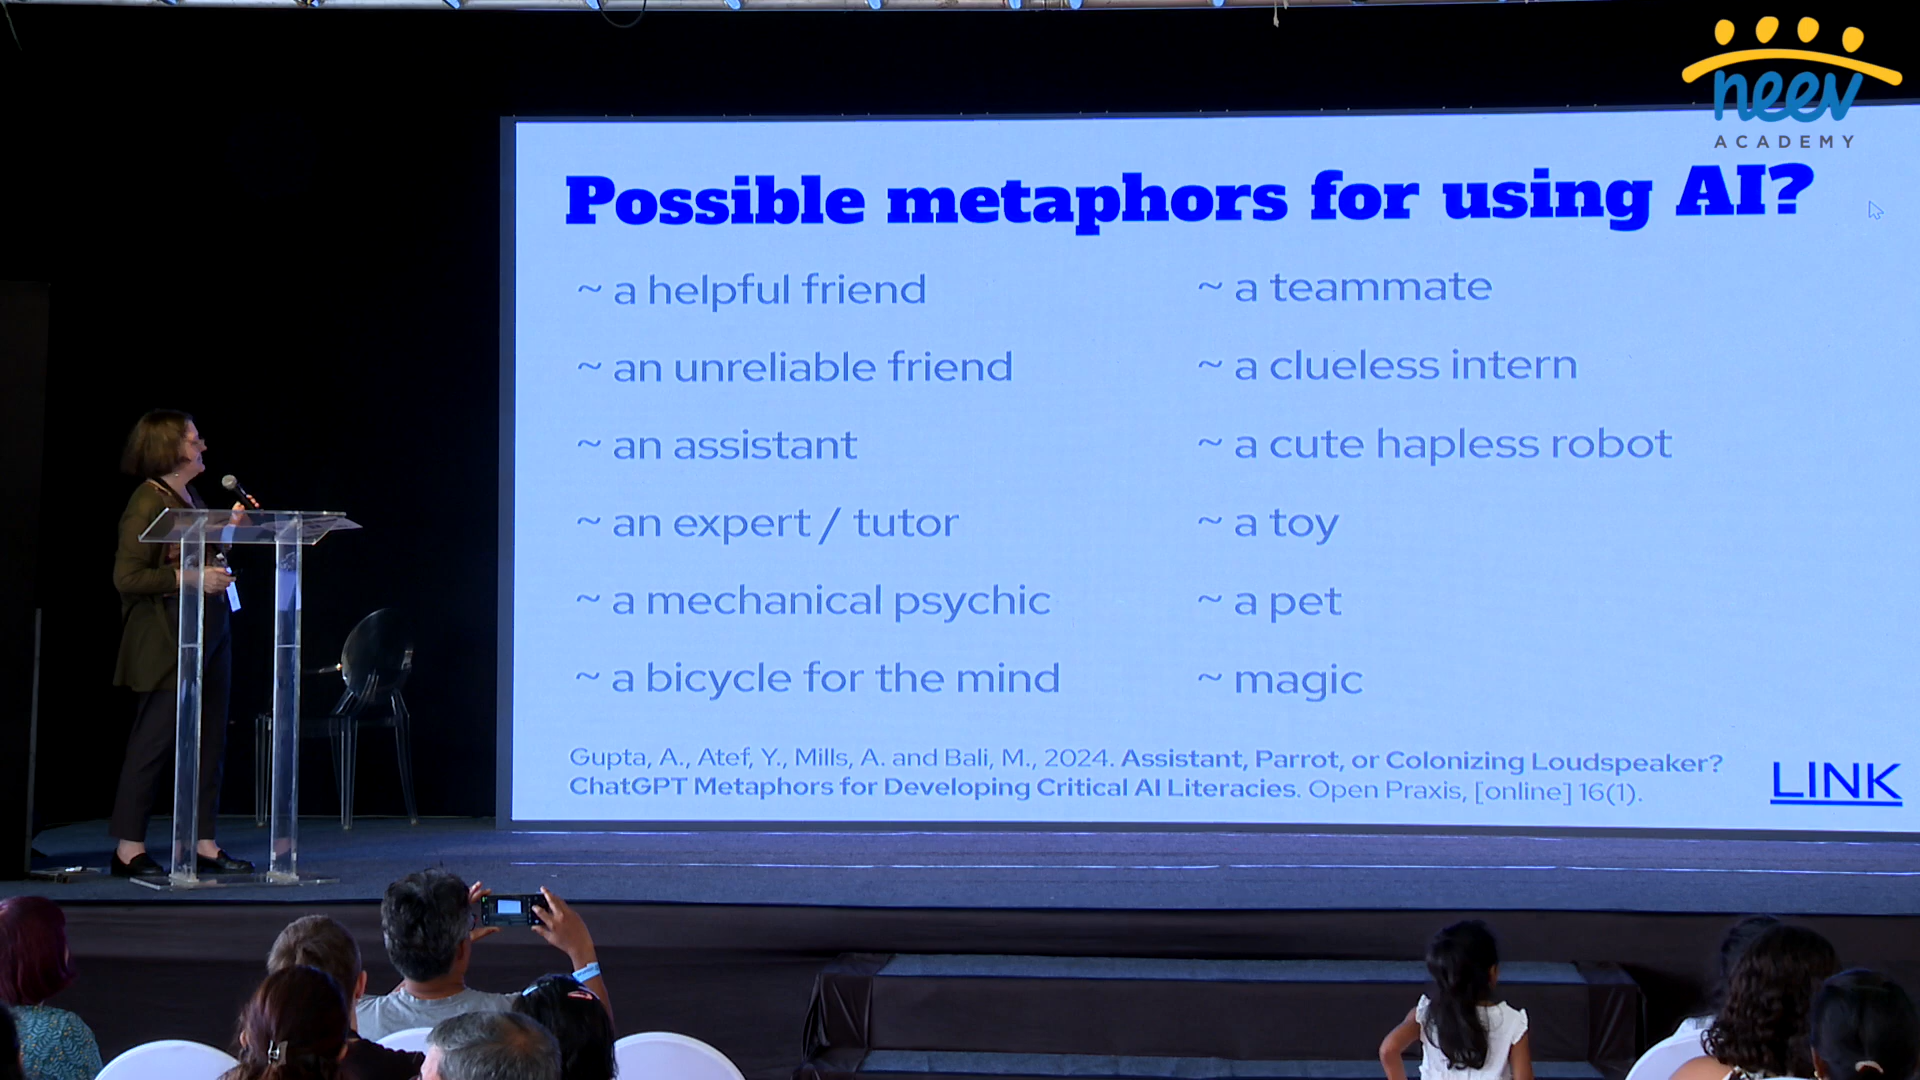 neev
ACADEMY
Possible metaphors for using AI?
~ a helpful friend
~ an unreliable friend
~ an assistant
~ an expert / tutor
~ a mechanical psychic
~ a bicycle for the mind
~ a teammate
~ a clueless intern
~ a cute hapless robot
~ a toy
~ a pet
~ magic
Gupta, A., Atef, Y., Mills, A. and Bali, M., 2024. Assistant, Parrot, or Colonizing Loudspeaker?
ChatGPT Metaphors for Developing Critical AI Literacies. Open Praxis, [online] 16(1).
LINK